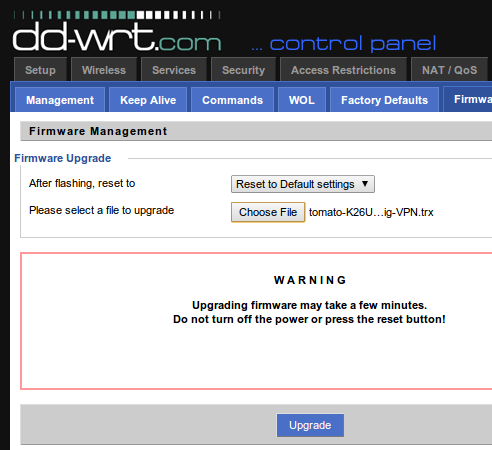 dd-wrt.com ... control panel
Setup Wireless Services Security Access Restrictions NAT / QoS
Management Keep Alive Commands WOL Factory Defaults Firmwa
Firmware Management
Firmware Upgrade
After flashing, reset to Reset to Default settings
Please select a file to upgrade Choose File tomato-K26U...ig-VPN.trx
WARNING
Upgrading firmware may take a few minutes.
Do not turn off the power or press the reset button!
Upgrade